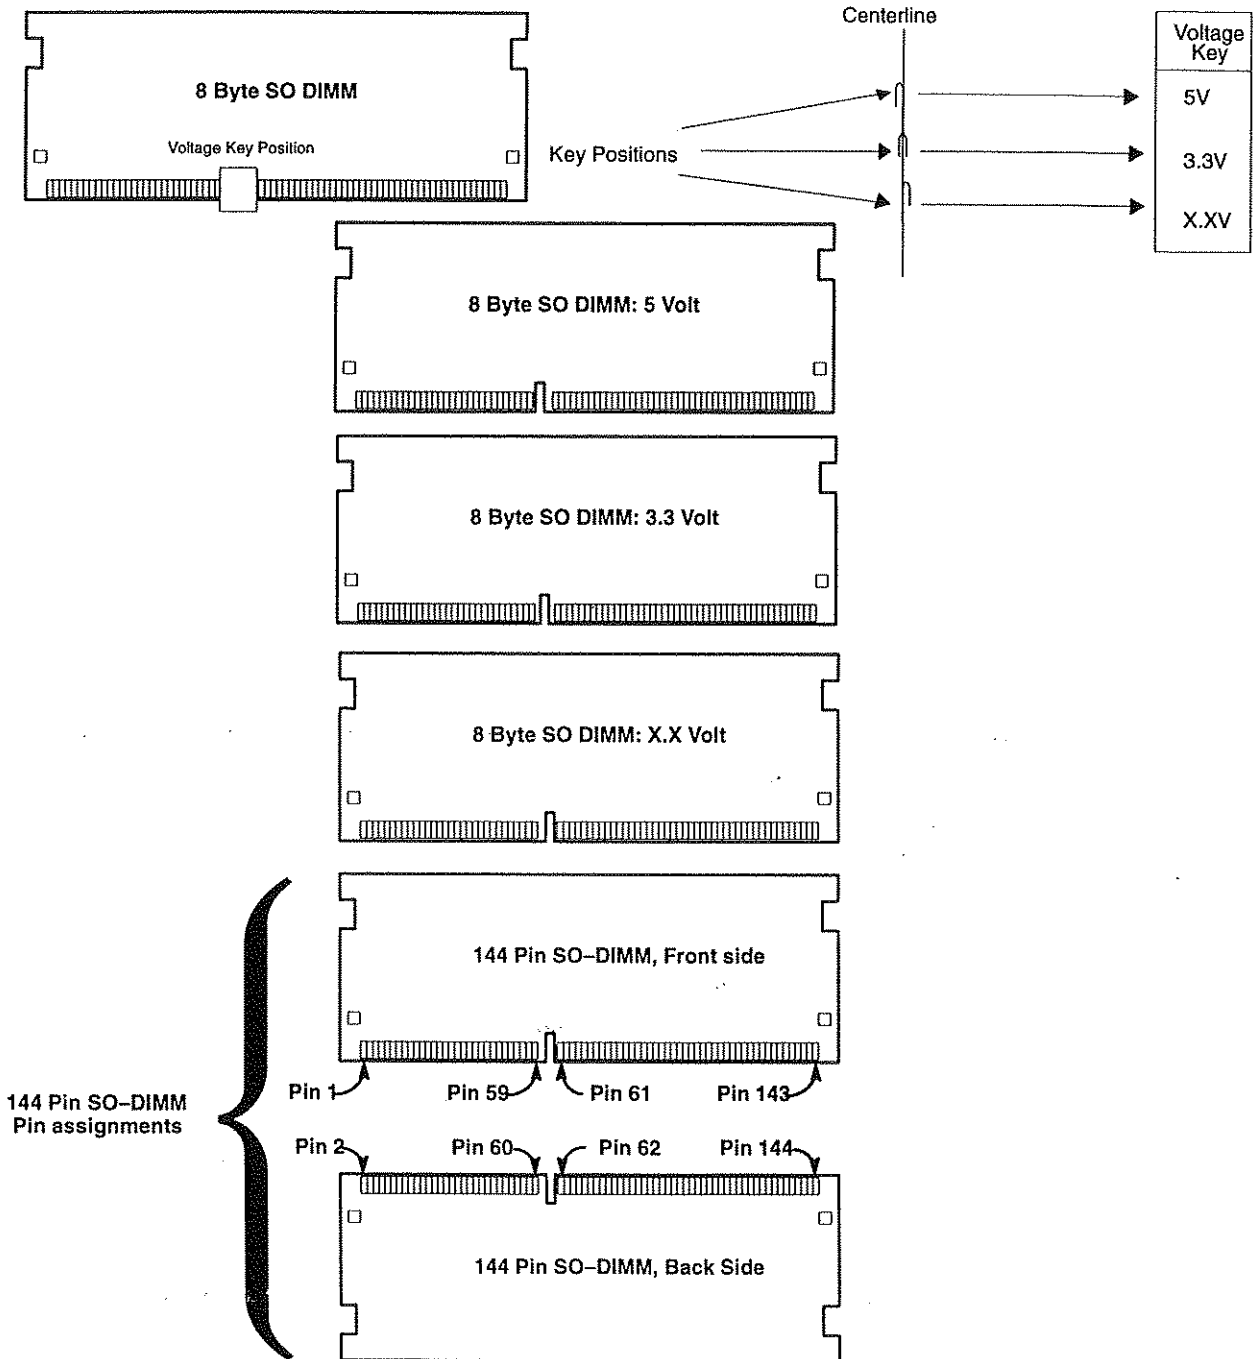 8 Byte SO DIMM
Voltage Key Position
Centerline
Key Positions
Voltage
Key
5V
3.3V
X.XV
8 Byte SO DIMM: 5 Volt
8 Byte SO DIMM: 3.3 Volt
8 Byte SO DIMM: X.X Volt
144 Pin SO–DIMM, Front side
Pin 1
Pin 59
Pin 61
Pin 143
144 Pin SO–DIMM
Pin assignments
Pin 2
Pin 60
Pin 62
Pin 144
144 Pin SO–DIMM, Back Side